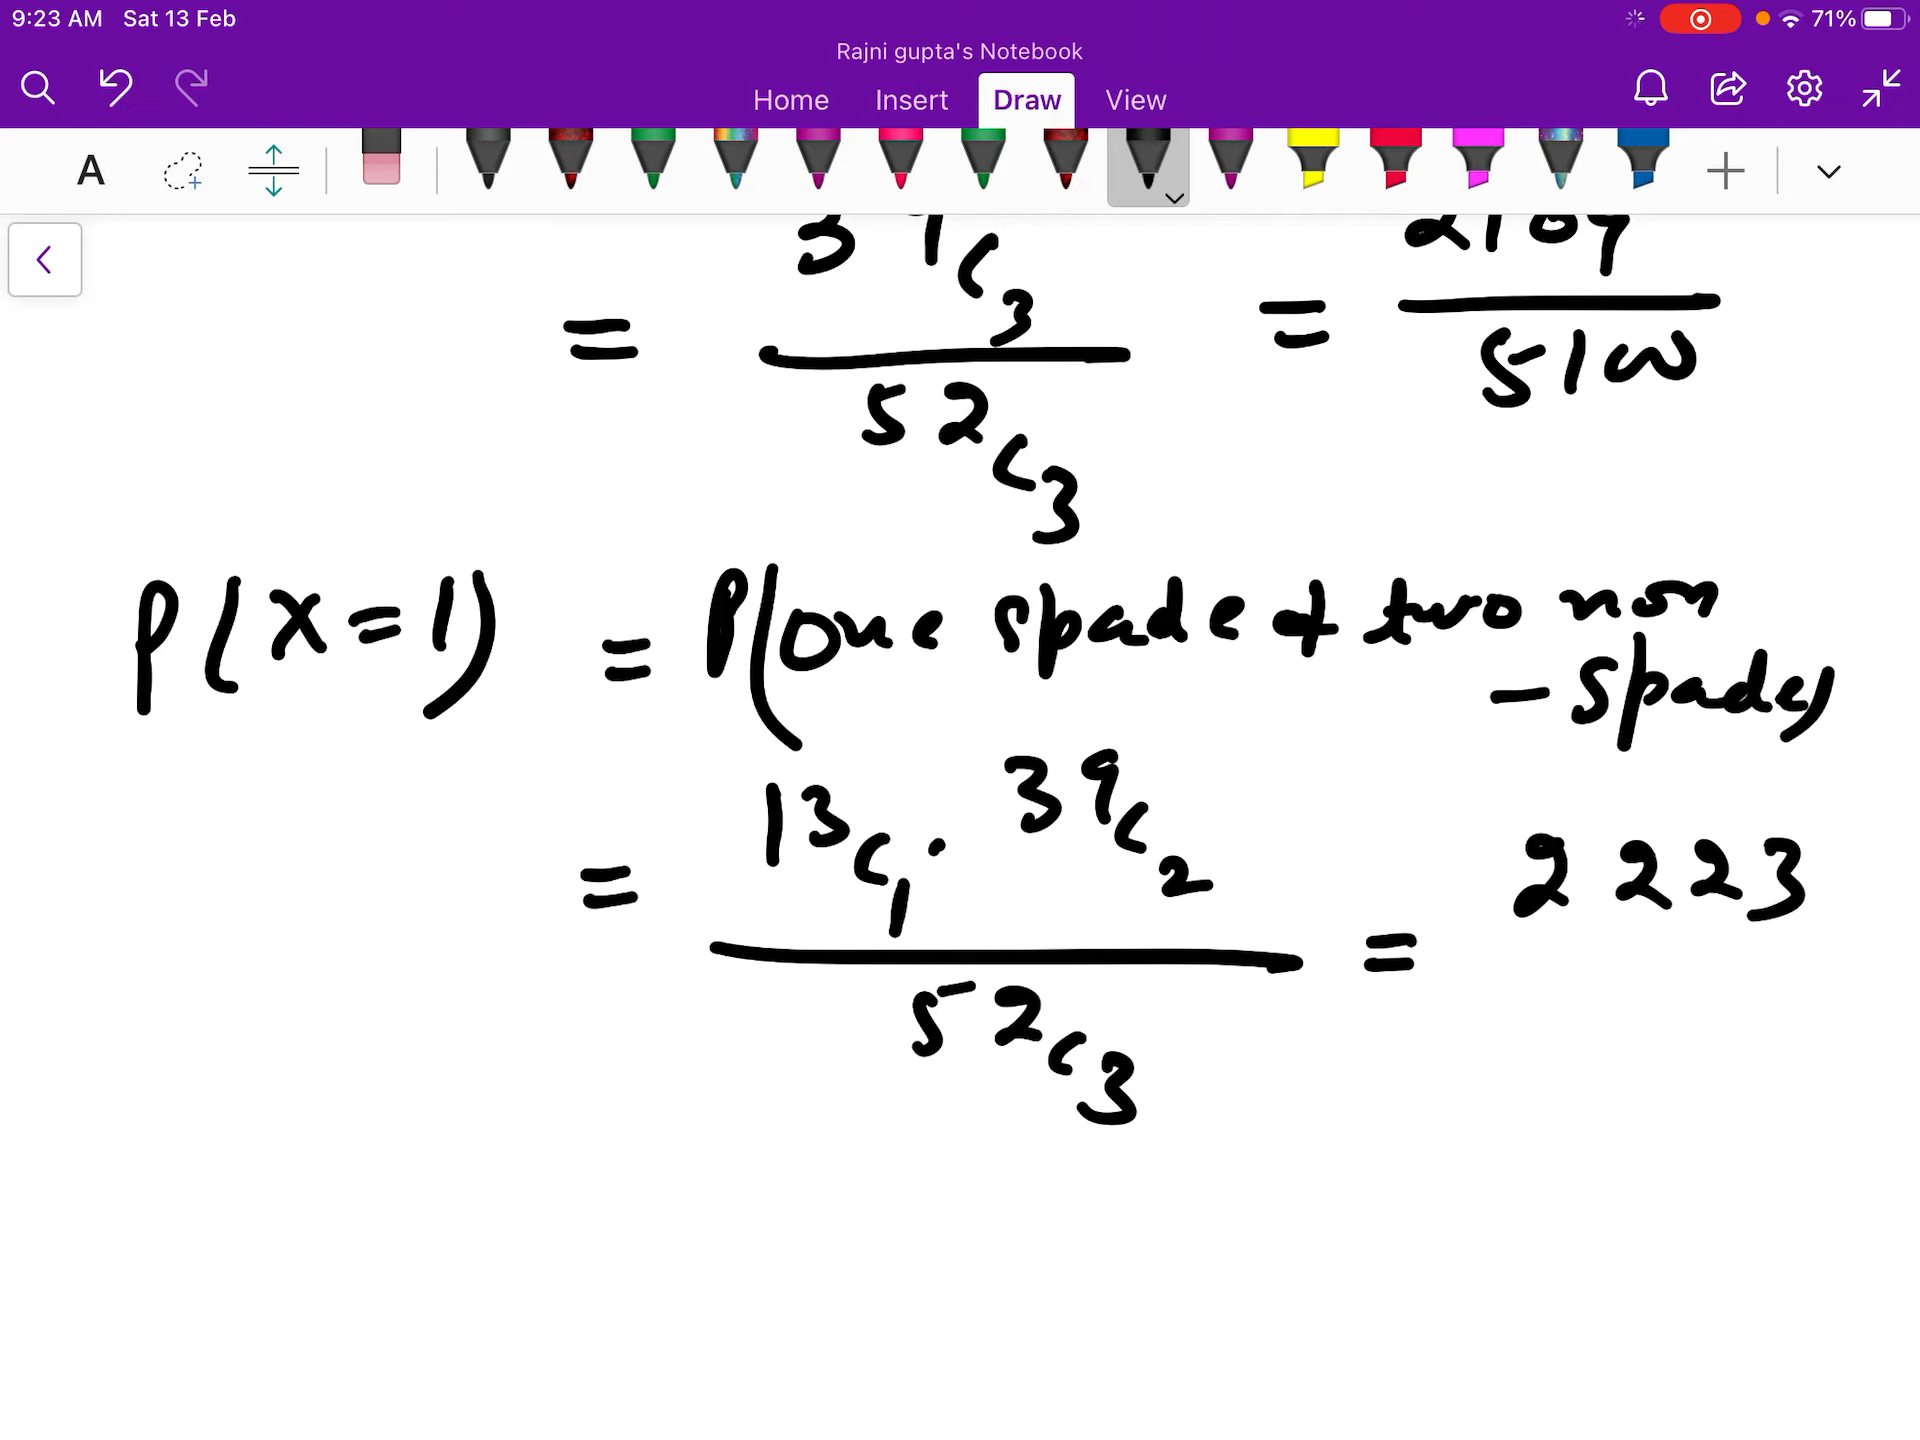 9:23 AM Sat 13 Feb
71%
Rajni gupta's Notebook
Home Insert Draw View
A
= 39C3 / 52C3 = 2109 / 5100
P(X=1) = P(one spade & two non
- spade)
= 13C1 . 39C2 / 52C3 = 2223